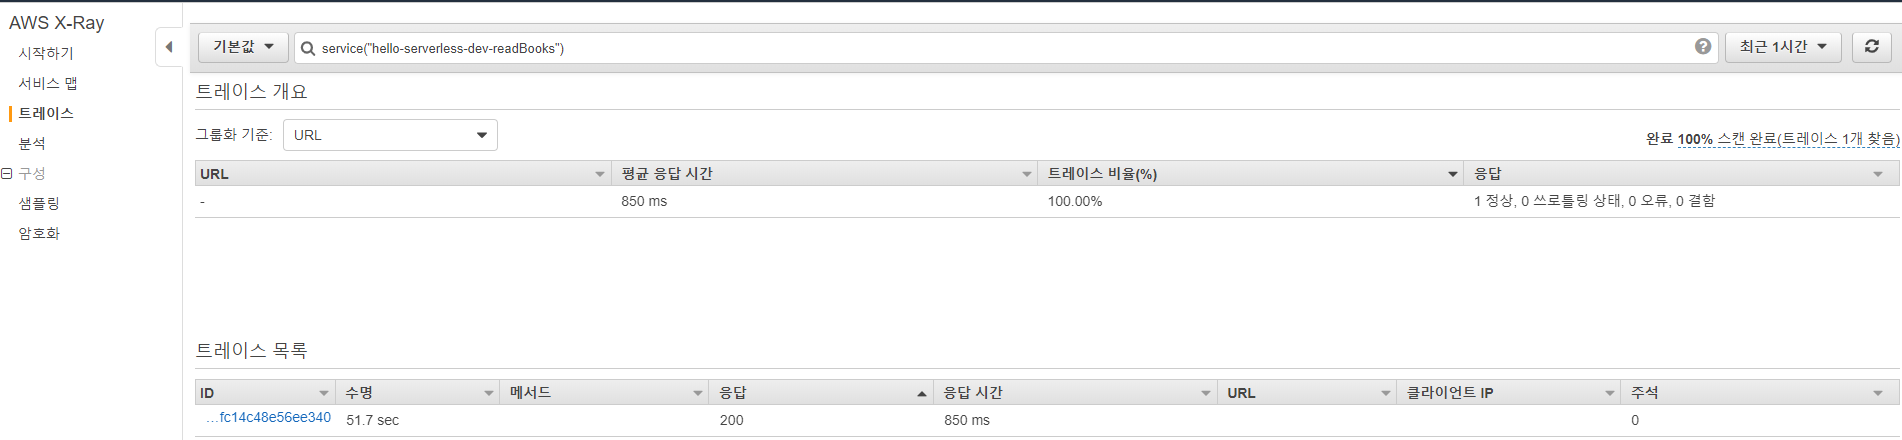 AWS X-Ray
시작하기
서비스 맵
트레이스
분석
구성
샘플링
암호화
기본값 service("hello-serverless-dev-readBooks") ? 최근 1시간
트레이스 개요
그룹화 기준: URL
완료 100% 스캔 완료(트레이스 1개 찾음)
URL 평균 응답 시간 트레이스 비율(%) 응답
- 850 ms 100.00% 1 정상, 0 쓰로틀링 상태, 0 오류, 0 결함
트레이스 목록
ID 수명 메서드 응답 응답 시간 URL 클라이언트 IP 주석
...fc14c48e56ee340 51.7 sec 200 850 ms 0